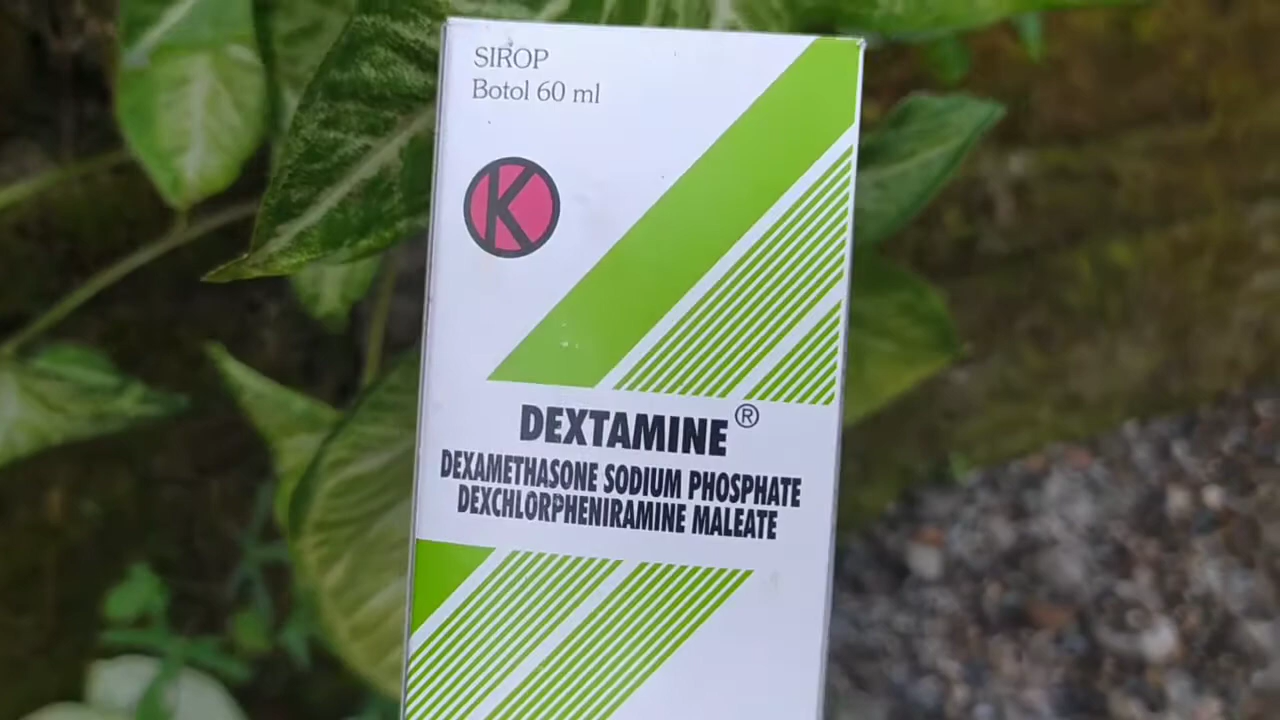 SIROP
Botol 60 ml
K
DEXTAMINE®
DEXAMETHASONE SODIUM PHOSPHATE
DEXCHLORPHENIRAMINE MALEATE